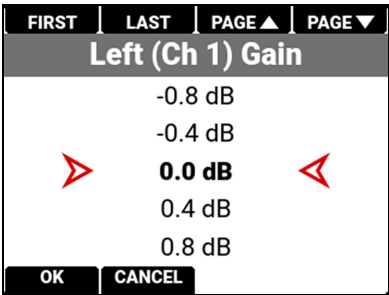 FIRST LAST PAGE▲ PAGE▼
Left (Ch 1) Gain
-0.8 dB
-0.4 dB
0.0 dB
0.4 dB
0.8 dB
OK CANCEL